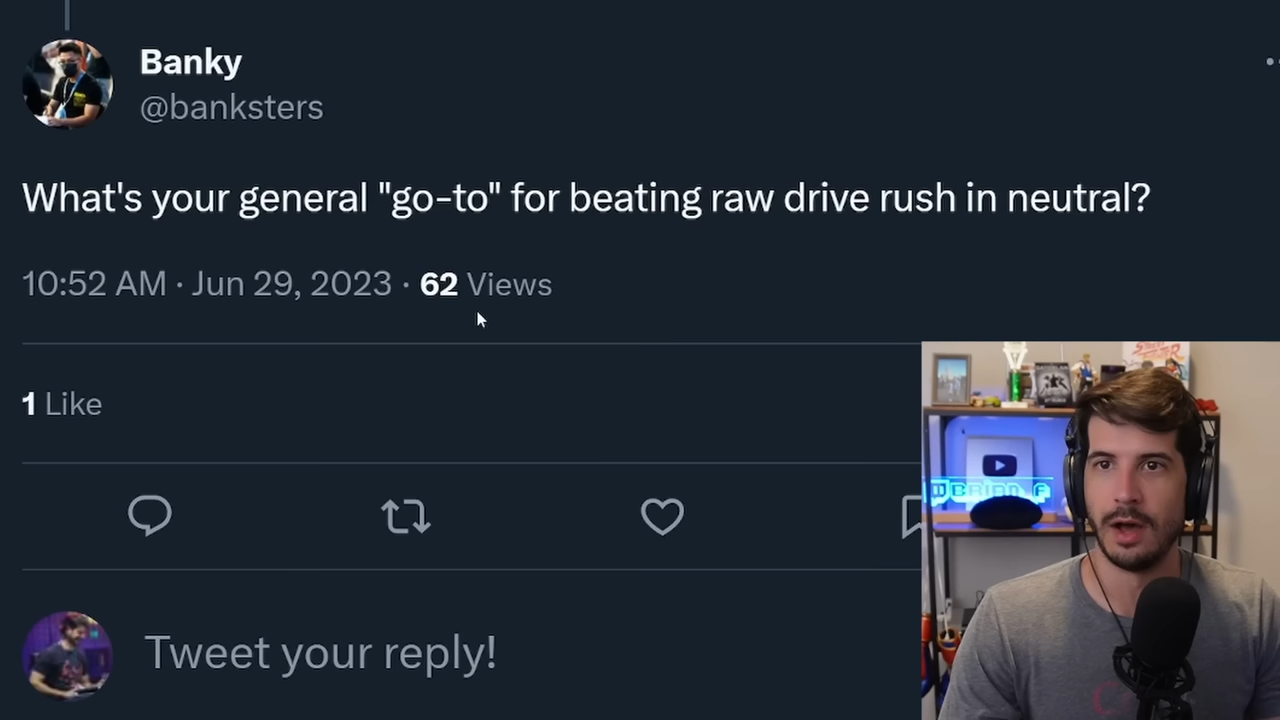 Banky
@banksters
What's your general "go-to" for beating raw drive rush in neutral?
10:52 AM · Jun 29, 2023 · 62 Views
1 Like
BRIAN_F
Tweet your reply!